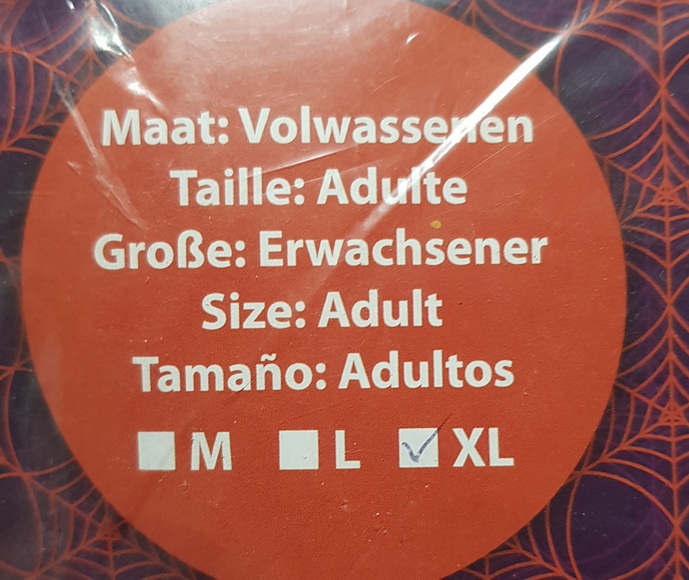 Maat: Volwassenen
Taille: Adulte
Große: Erwachsener
Size: Adult
Tamaño: Adultos
M L XL